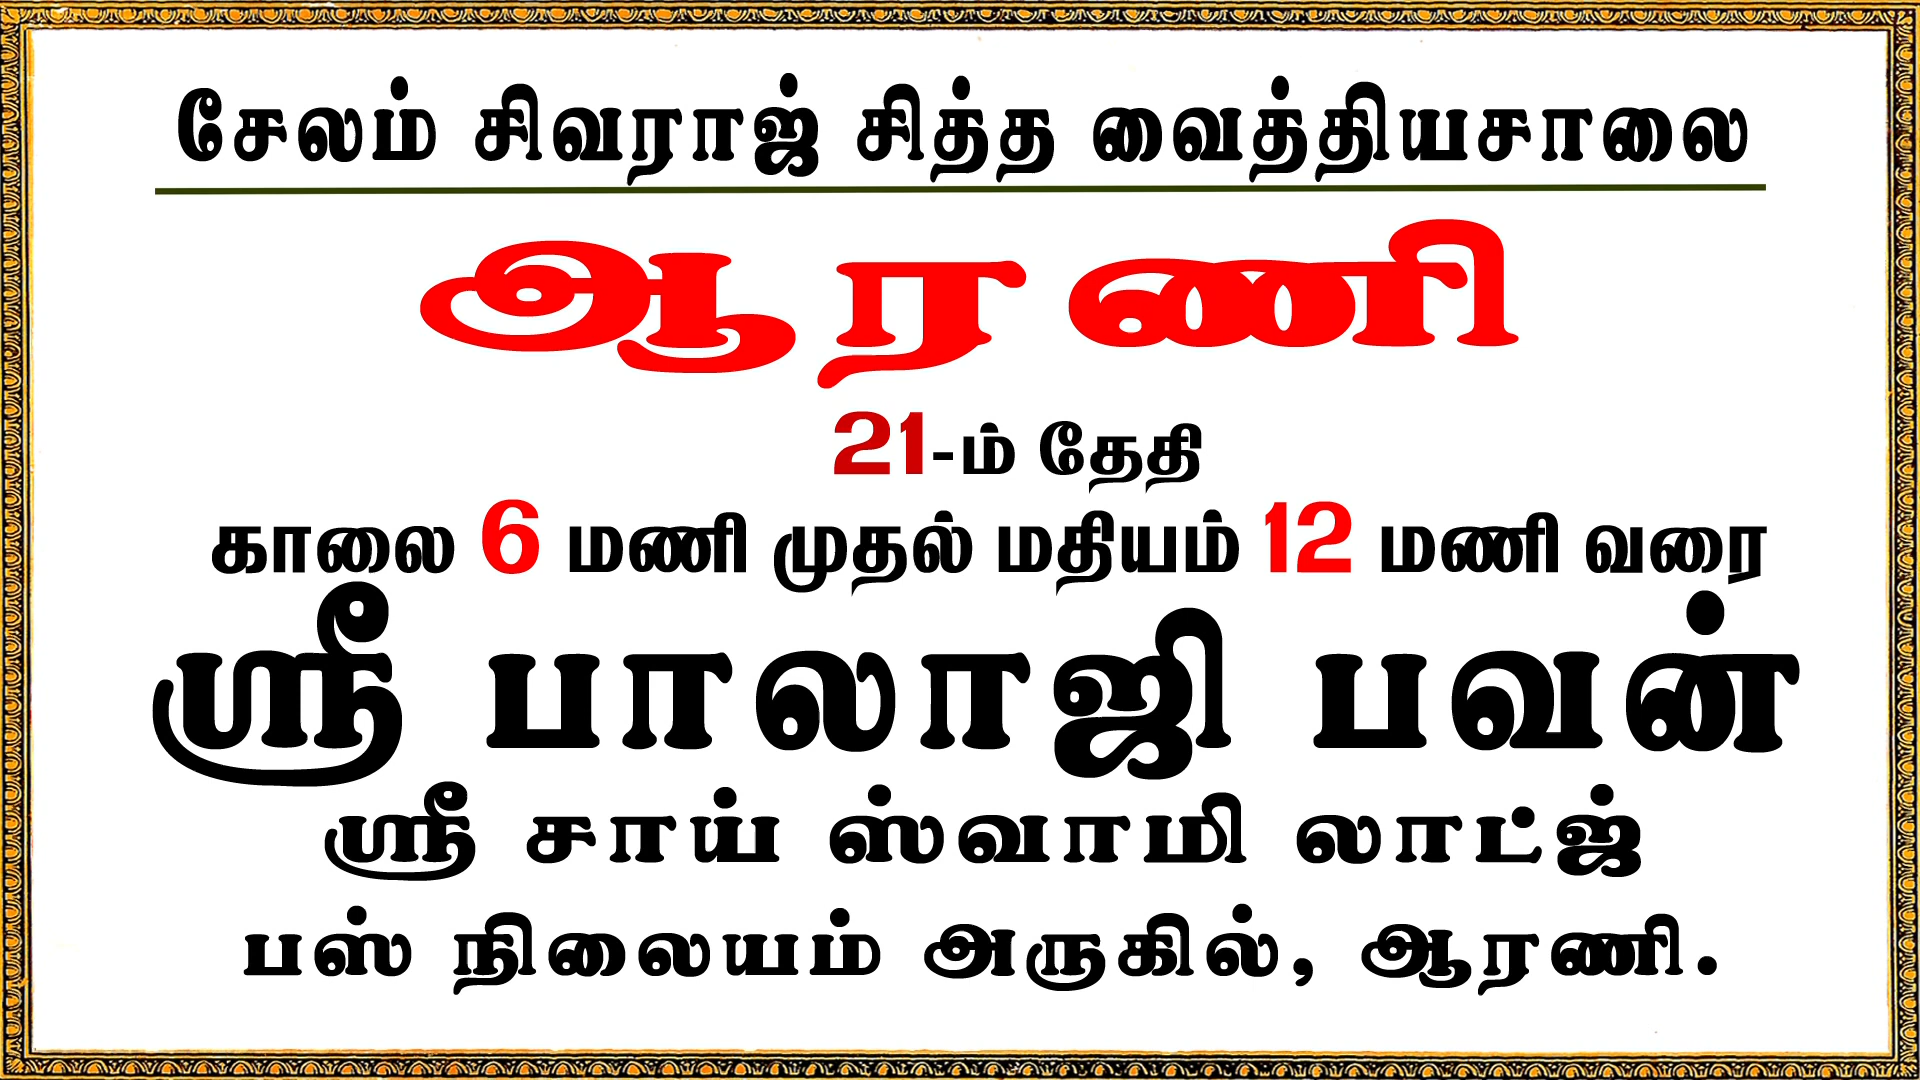 சேலம் சிவராஜ் சித்த வைத்தியசாலை
ஆரணி
21-ம் தேதி
காலை 6 மணி முதல் மதியம் 12 மணி வரை
ஸ்ரீ பாலாஜி பவன்
ஸ்ரீ சாய் ஸ்வாமி லாட்ஜ்
பஸ் நிலையம் அருகில், ஆரணி.